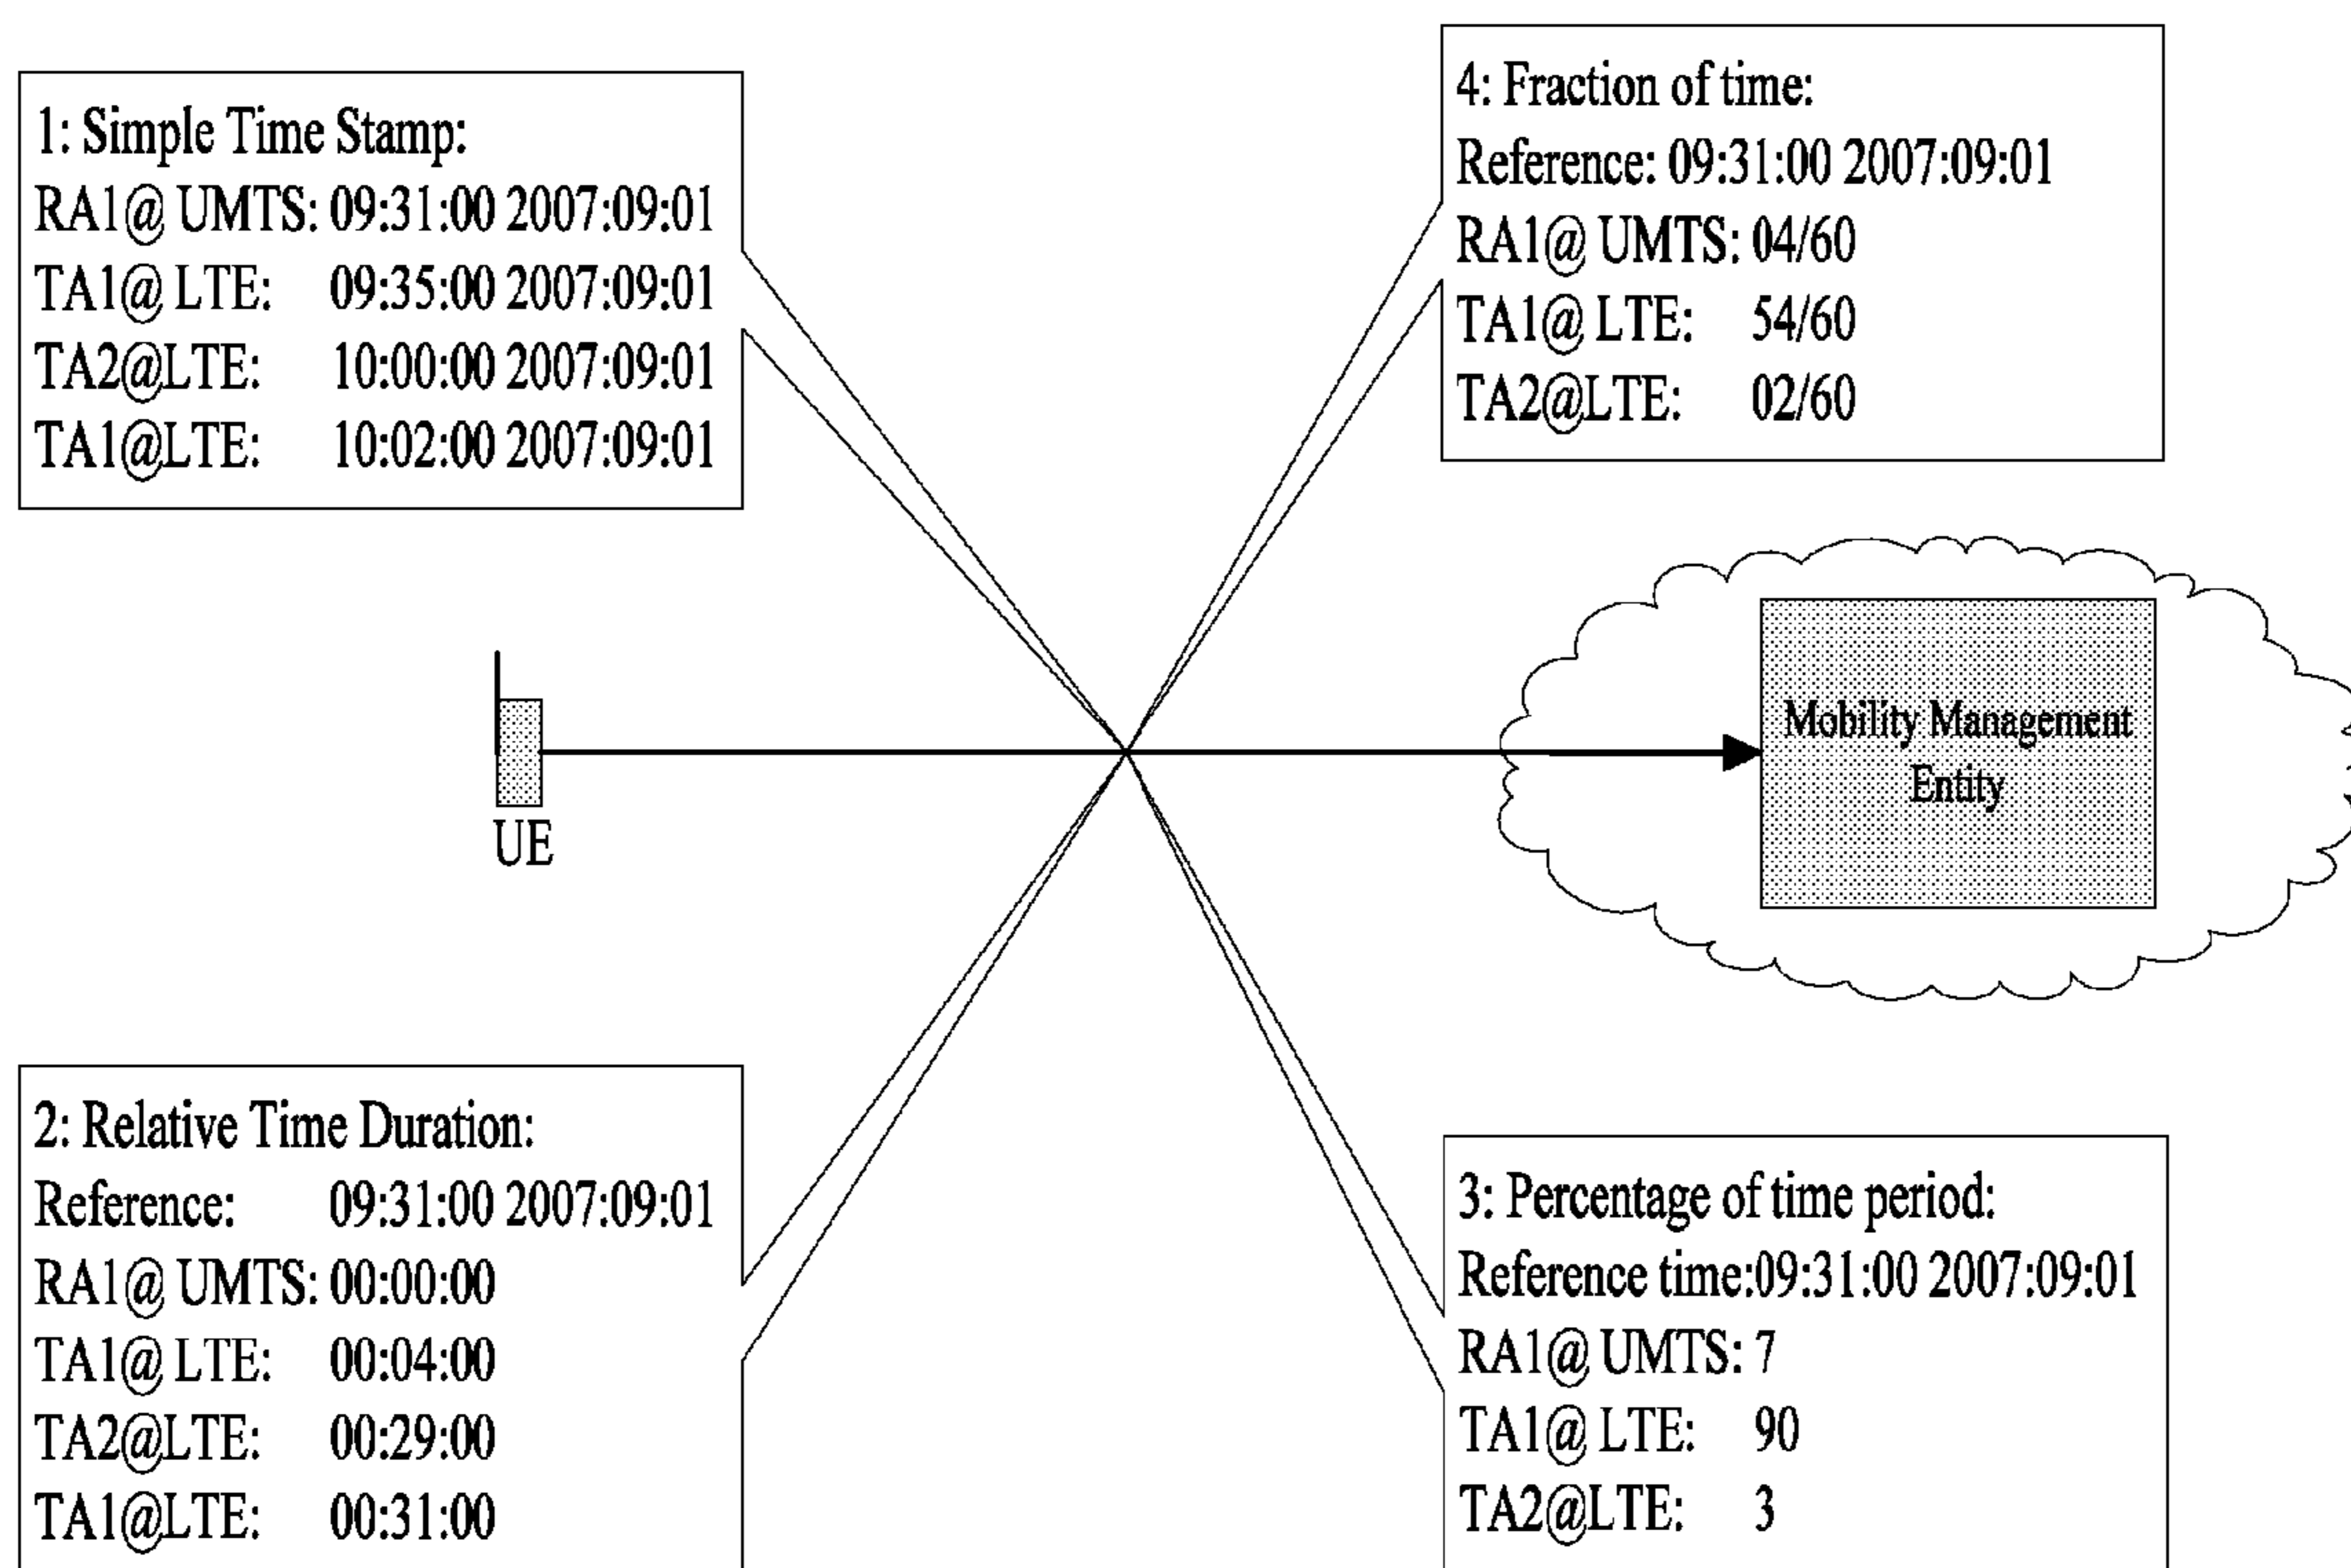 1: Simple Time Stamp:
RA1@ UMTS: 09:31:00 2007:09:01
TA1@ LTE: 09:35:00 2007:09:01
TA2@LTE: 10:00:00 2007:09:01
TA1@LTE: 10:02:00 2007:09:01
4: Fraction of time:
Reference: 09:31:00 2007:09:01
RA1@ UMTS: 04/60
TA1@ LTE: 54/60
TA2@LTE: 02/60
Mobility Management
Entity
UE
2: Relative Time Duration:
Reference: 09:31:00 2007:09:01
RA1@ UMTS: 00:00:00
TA1@ LTE: 00:04:00
TA2@LTE: 00:29:00
TA1@LTE: 00:31:00
3: Percentage of time period:
Reference time:09:31:00 2007:09:01
RA1@ UMTS: 7
TA1@ LTE: 90
TA2@LTE: 3